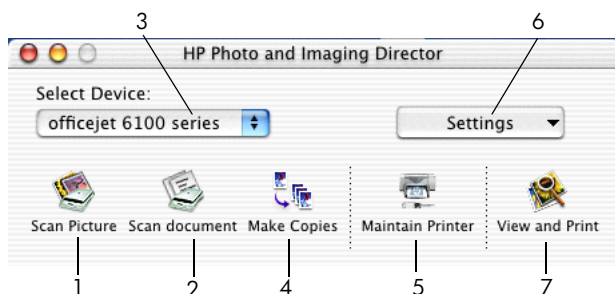 3 6
HP Photo and Imaging Director
Select Device:
officejet 6100 series Settings
Scan Picture Scan document Make Copies Maintain Printer View and Print
1 2 4 5 7